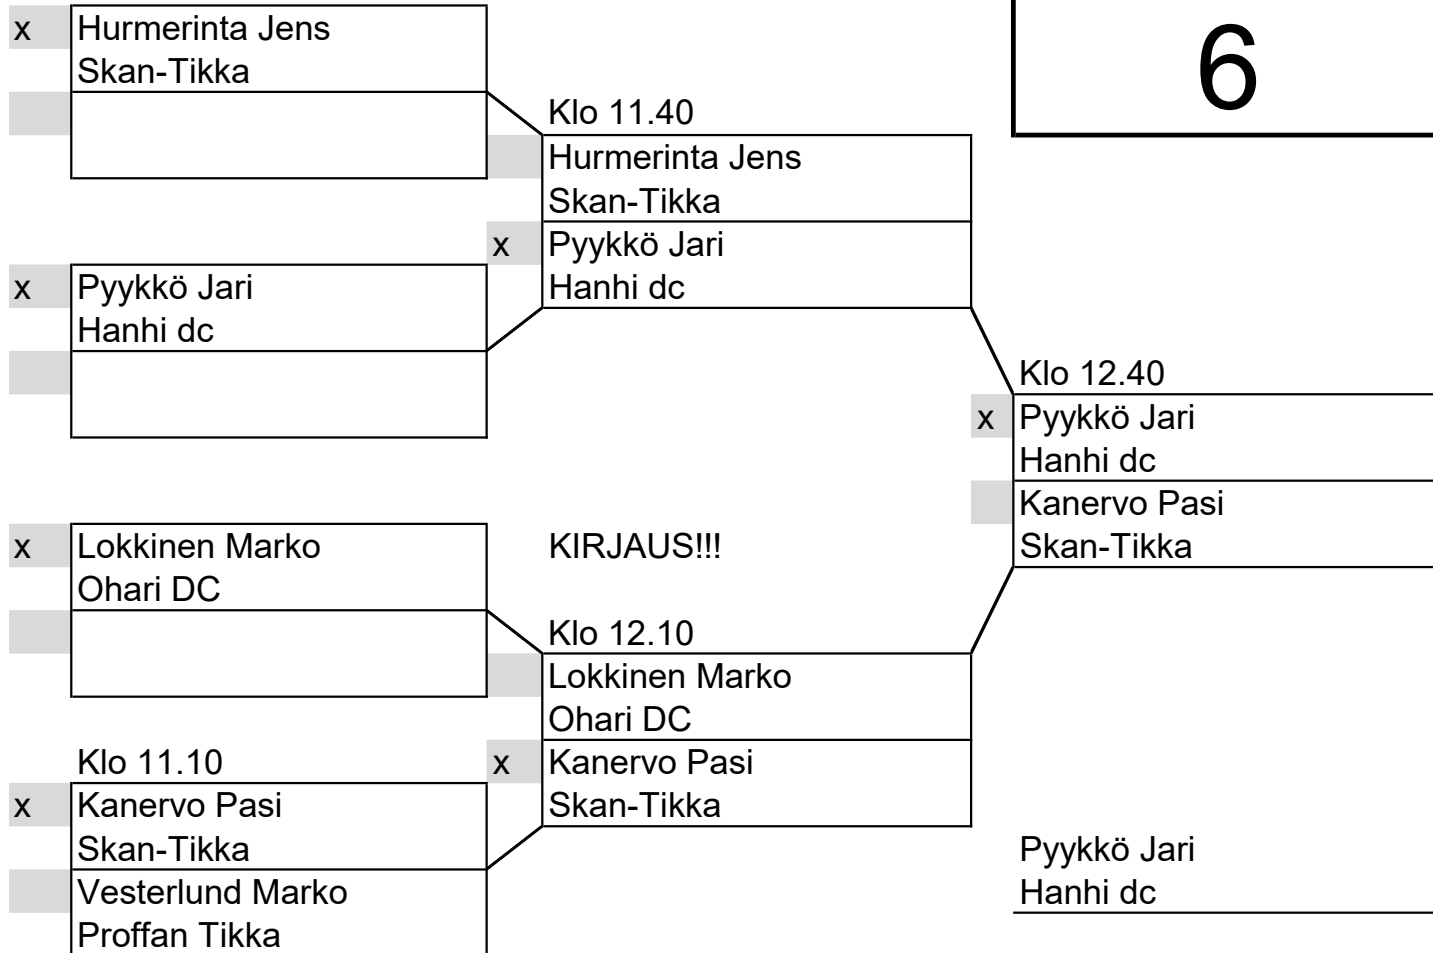 x Hurmerinta Jens
Skan-Tikka
6
Klo 11.40
Hurmerinta Jens
Skan-Tikka
x Pyykkö Jari
Hanhi dc
x Pyykkö Jari
Hanhi dc
Klo 12.40
x Pyykkö Jari
Hanhi dc
Kanervo Pasi
Skan-Tikka
x Lokkinen Marko
Ohari DC
KIRJAUS!!!
Klo 12.10
Lokkinen Marko
Ohari DC
x Kanervo Pasi
Skan-Tikka
Klo 11.10
x Kanervo Pasi
Skan-Tikka
Vesterlund Marko
Proffan Tikka
Pyykkö Jari
Hanhi dc